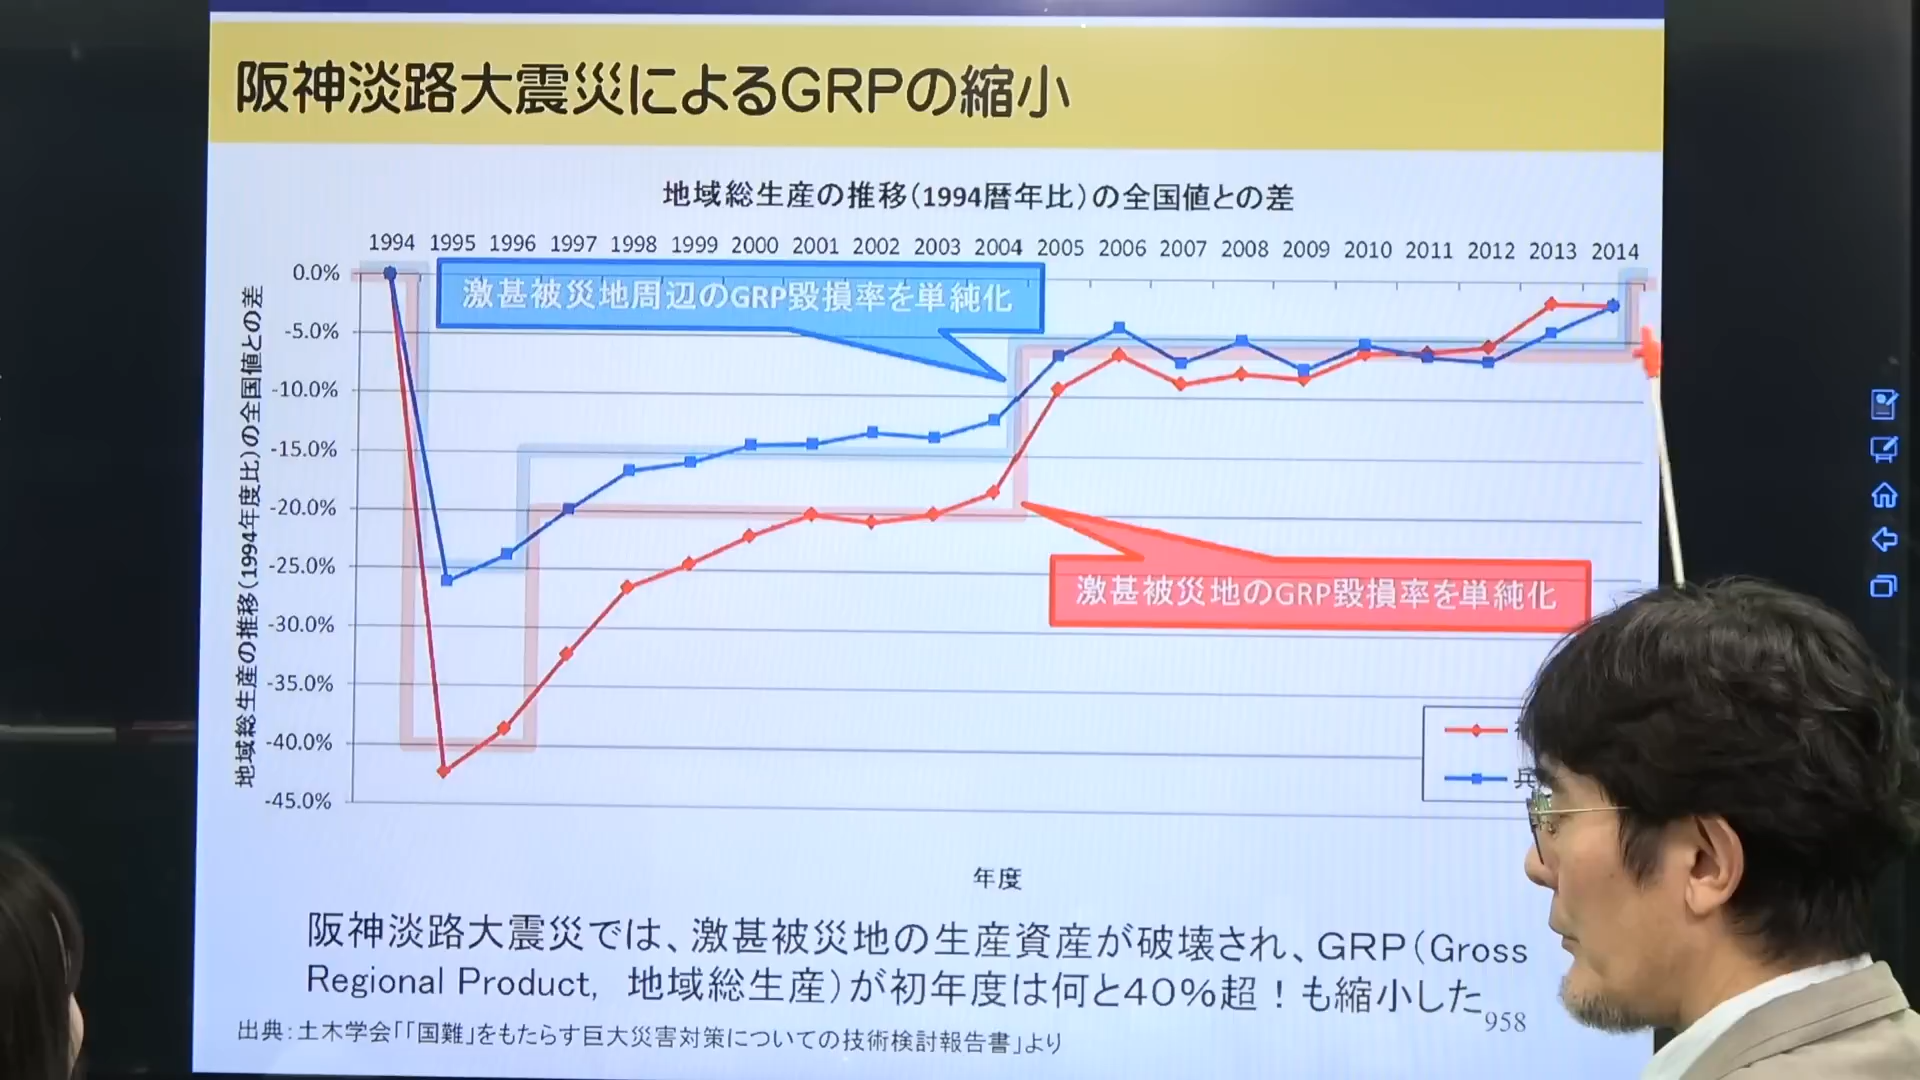 阪神淡路大震災によるGRPの縮小
地域総生産の推移(1994暦年比)の全国値との差
1994 1995 1996 1997 1998 1999 2000 2001 2002 2003 2004 2005 2006 2007 2008 2009 2010 2011 2012 2013 2014
地域総生産の推移(1994年度比)の全国値との差
0.0%
-5.0%
-10.0%
-15.0%
-20.0%
-25.0%
-30.0%
-35.0%
-40.0%
-45.0%
激甚被災地周辺のGRP毀損率を単純化
激甚被災地のGRP毀損率を単純化
兵
年度
阪神淡路大震災では、激甚被災地の生産資産が破壊され、GRP(Gross
Regional Product, 地域総生産)が初年度は何と40%超!も縮小した
958
出典:土木学会「「国難」をもたらす巨大災害対策についての技術検討報告書」より